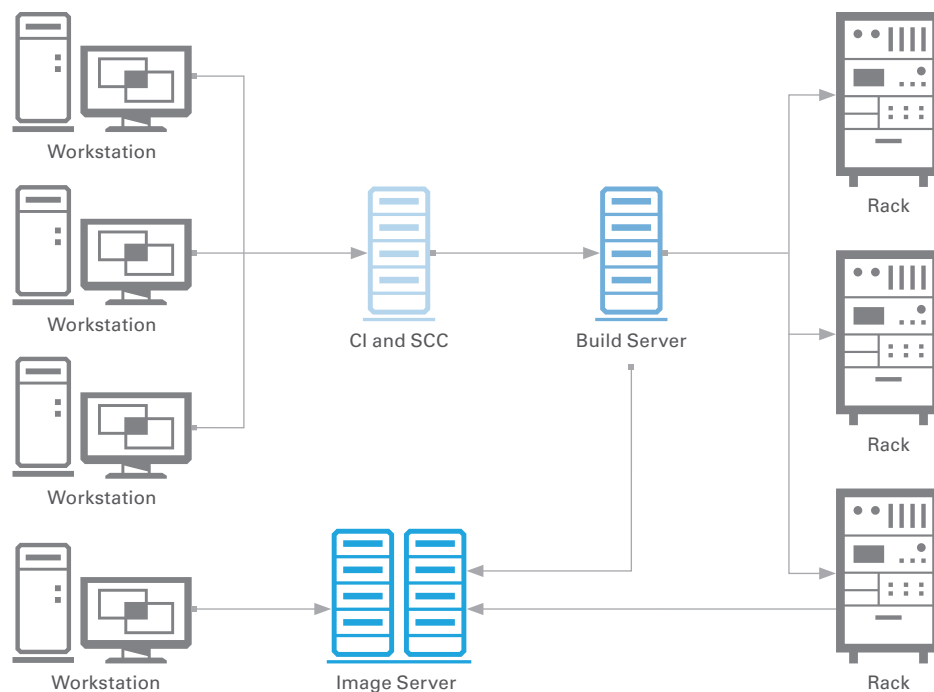 Workstation
Rack
Workstation
CI and SCC
Build Server
Rack
Workstation
Workstation
Image Server
Rack